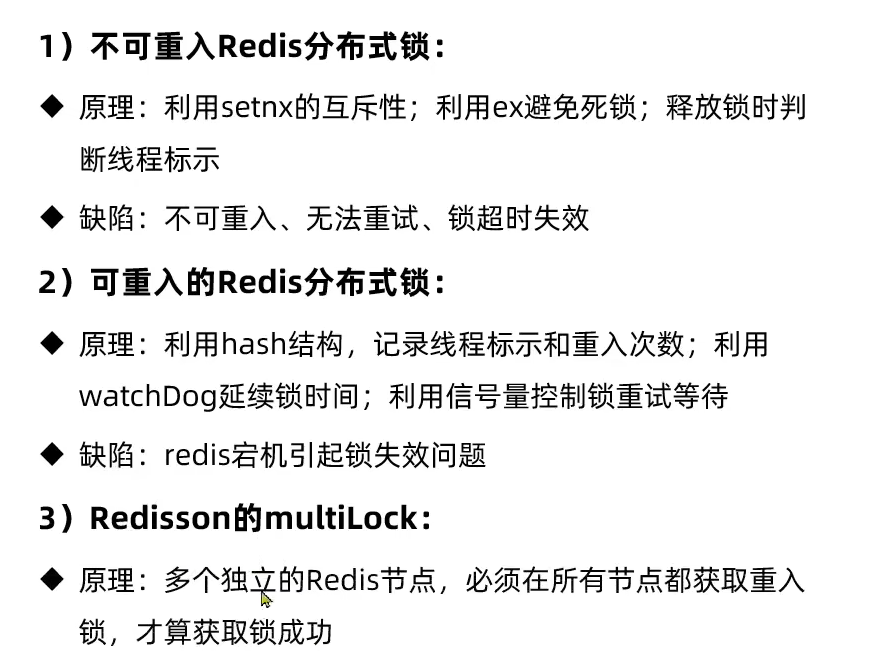 1）不可重入Redis分布式锁：
◆ 原理：利用setnx的互斥性；利用ex避免死锁；释放锁时判
断线程标示
◆ 缺陷：不可重入、无法重试、锁超时失效
2）可重入的Redis分布式锁：
◆ 原理：利用hash结构，记录线程标示和重入次数；利用
watchDog延续锁时间；利用信号量控制锁重试等待
◆ 缺陷：redis宕机引起锁失效问题
3）Redisson的multiLock：
◆ 原理：多个独立的Redis节点，必须在所有节点都获取重入
锁，才算获取锁成功